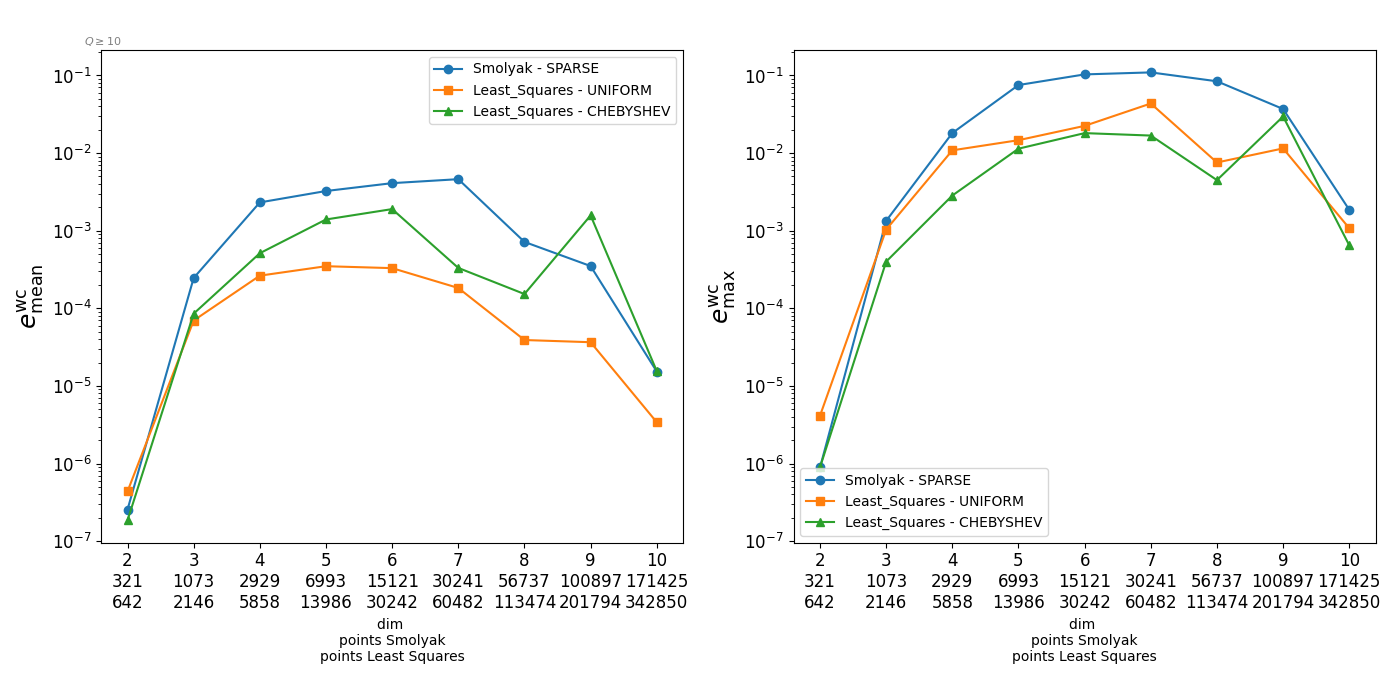 Q ≥ 10
Smolyak - SPARSE
Least_Squares - UNIFORM
Least_Squares - CHEBYSHEV
10⁻¹
10⁻²
10⁻³
10⁻⁴
10⁻⁵
10⁻⁶
10⁻⁷
e^wc_mean
2 3 4 5 6 7 8 9 10
321 1073 2929 6993 15121 30241 56737 100897 171425
642 2146 5858 13986 30242 60482 113474 201794 342850
dim
points Smolyak
points Least Squares
10⁻¹
10⁻²
10⁻³
10⁻⁴
10⁻⁵
10⁻⁶
10⁻⁷
e^wc_max
Smolyak - SPARSE
Least_Squares - UNIFORM
Least_Squares - CHEBYSHEV
2 3 4 5 6 7 8 9 10
321 1073 2929 6993 15121 30241 56737 100897 171425
642 2146 5858 13986 30242 60482 113474 201794 342850
dim
points Smolyak
points Least Squares